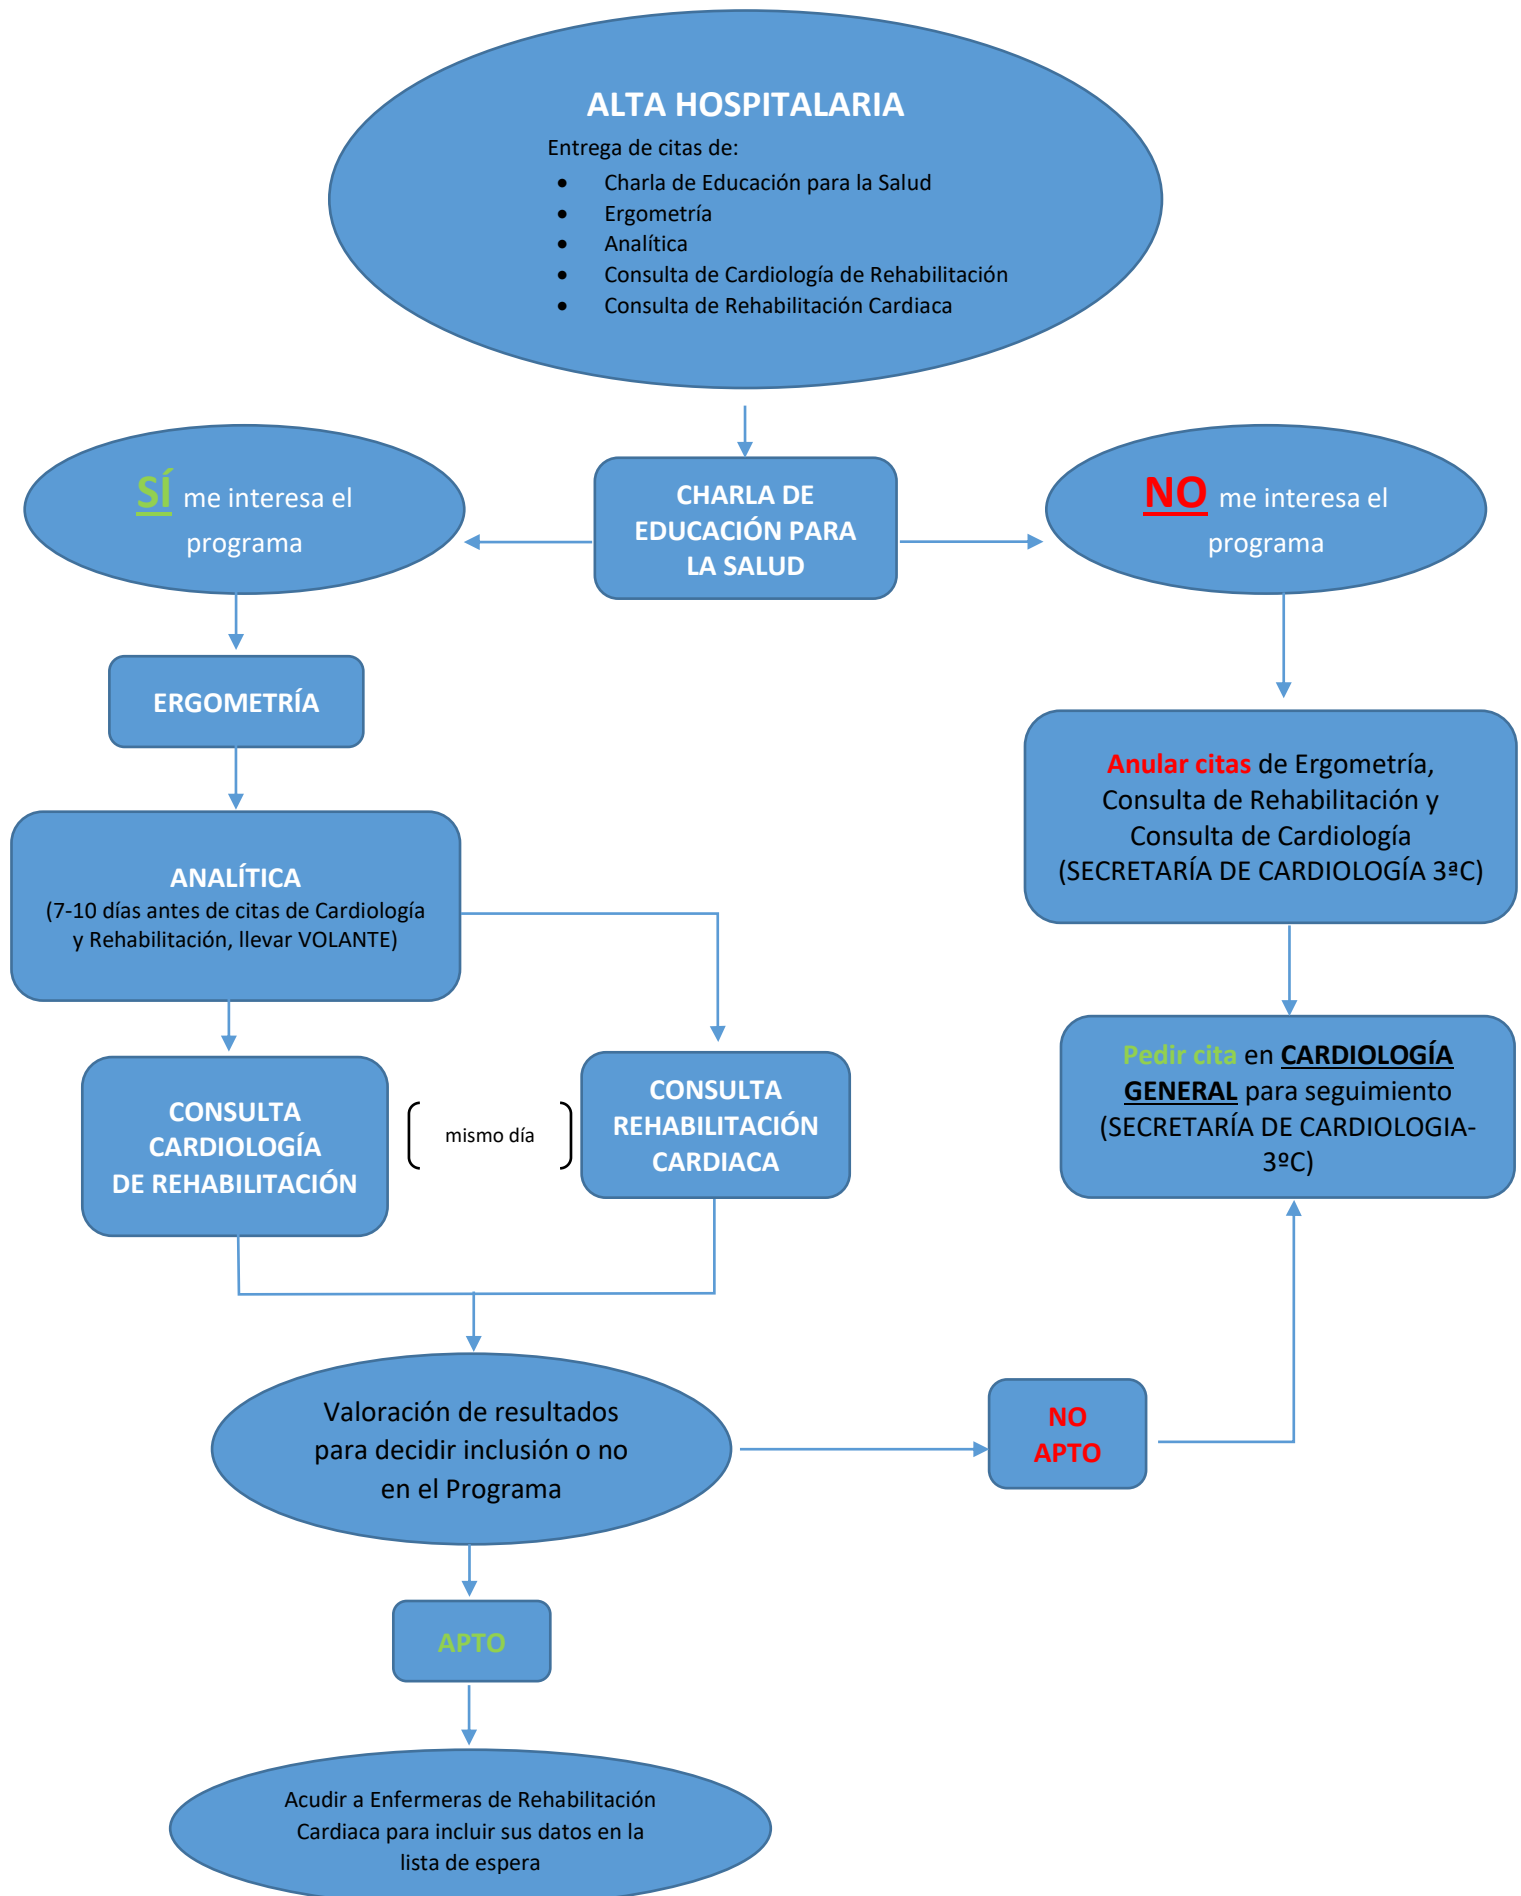 ALTA HOSPITALARIA
Entrega de citas de:
• Charla de Educación para la Salud
• Ergometría
• Analítica
• Consulta de Cardiología de Rehabilitación
• Consulta de Rehabilitación Cardiaca
SÍ me interesa el
programa
CHARLA DE
EDUCACIÓN PARA
LA SALUD
NO me interesa el
programa
ERGOMETRÍA
Anular citas de Ergometría,
Consulta de Rehabilitación y
Consulta de Cardiología
(SECRETARÍA DE CARDIOLOGÍA 3ªC)
ANALÍTICA
(7-10 días antes de citas de Cardiología
y Rehabilitación, llevar VOLANTE)
Pedir cita en CARDIOLOGÍA
GENERAL para seguimiento
(SECRETARÍA DE CARDIOLOGIA-
3ºC)
CONSULTA
CARDIOLOGÍA
DE REHABILITACIÓN
mismo día
CONSULTA
REHABILITACIÓN
CARDIACA
Valoración de resultados
para decidir inclusión o no
en el Programa
NO
APTO
APTO
Acudir a Enfermeras de Rehabilitación
Cardiaca para incluir sus datos en la
lista de espera